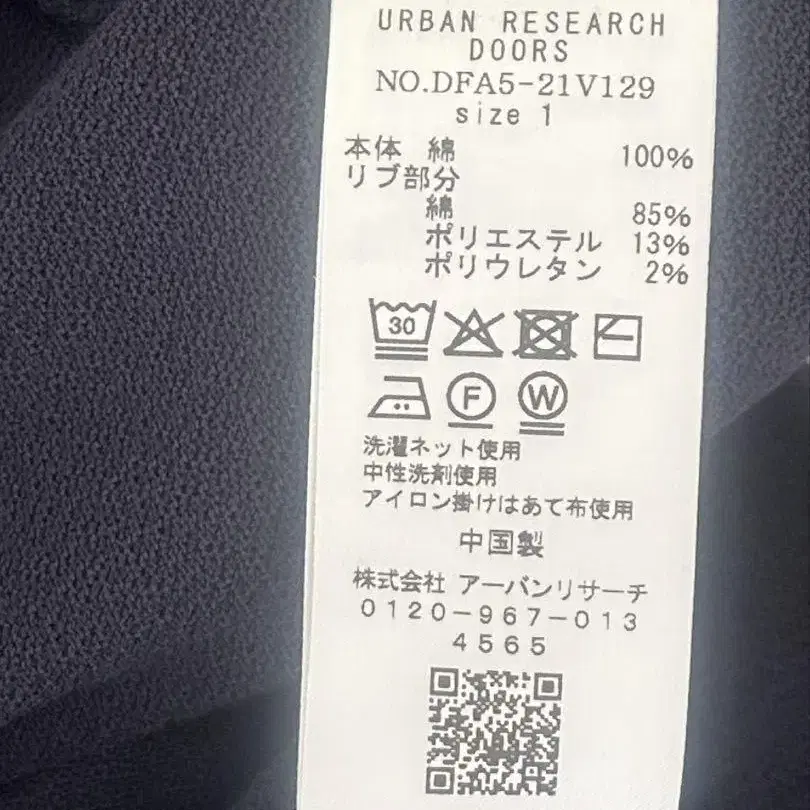 URBAN RESEARCH
DOORS
NO.DFA5-21V129
size 1
本体 綿 100%
リブ部分
綿 85%
ポリエステル 13%
ポリウレタン 2%
30
F W
洗濯ネット使用
中性洗剤使用
アイロン掛けはあて布使用
中国製
株式会社 アーバンリサーチ
0120-967-013
4565